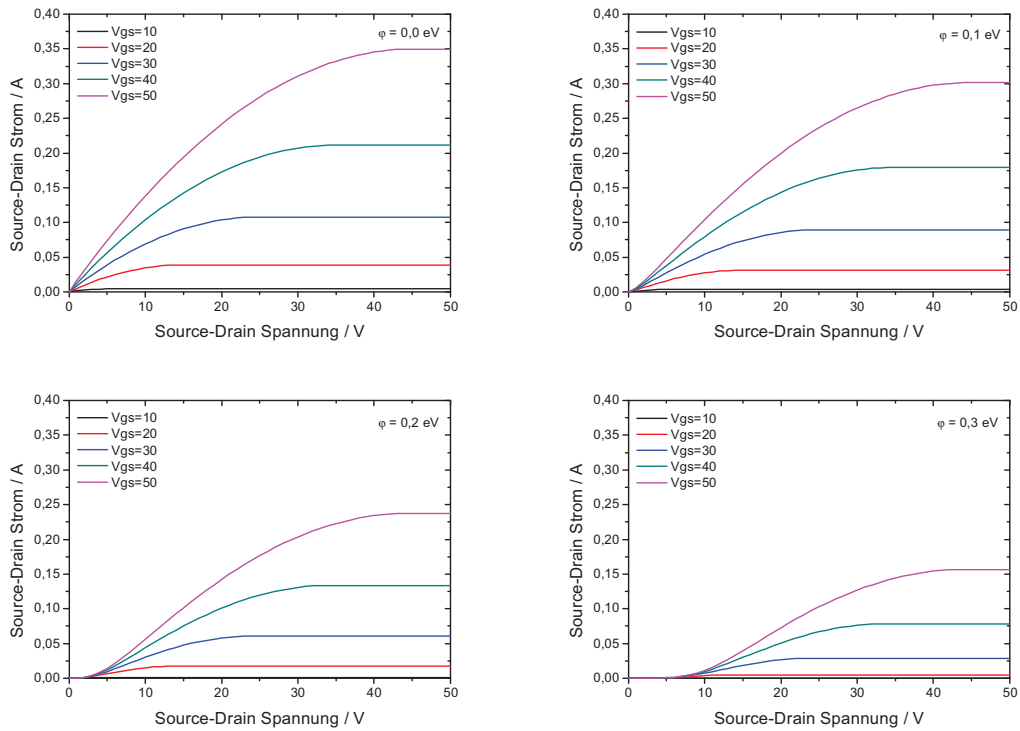 0,40
0,35
0,30
0,25
0,20
0,15
0,10
0,05
0,00
Source-Drain Strom / A
Vgs=10
Vgs=20
Vgs=30
Vgs=40
Vgs=50
φ = 0,0 eV
0 10 20 30 40 50
Source-Drain Spannung / V
0,40
0,35
0,30
0,25
0,20
0,15
0,10
0,05
0,00
Source-Drain Strom / A
Vgs=10
Vgs=20
Vgs=30
Vgs=40
Vgs=50
φ = 0,1 eV
0 10 20 30 40 50
Source-Drain Spannung / V
0,40
0,35
0,30
0,25
0,20
0,15
0,10
0,05
0,00
Source-Drain Strom / A
Vgs=10
Vgs=20
Vgs=30
Vgs=40
Vgs=50
φ = 0,2 eV
0 10 20 30 40 50
Source-Drain Spannung / V
0,40
0,35
0,30
0,25
0,20
0,15
0,10
0,05
0,00
Source-Drain Strom / A
Vgs=10
Vgs=20
Vgs=30
Vgs=40
Vgs=50
φ = 0,3 eV
0 10 20 30 40 50
Source-Drain Spannung / V